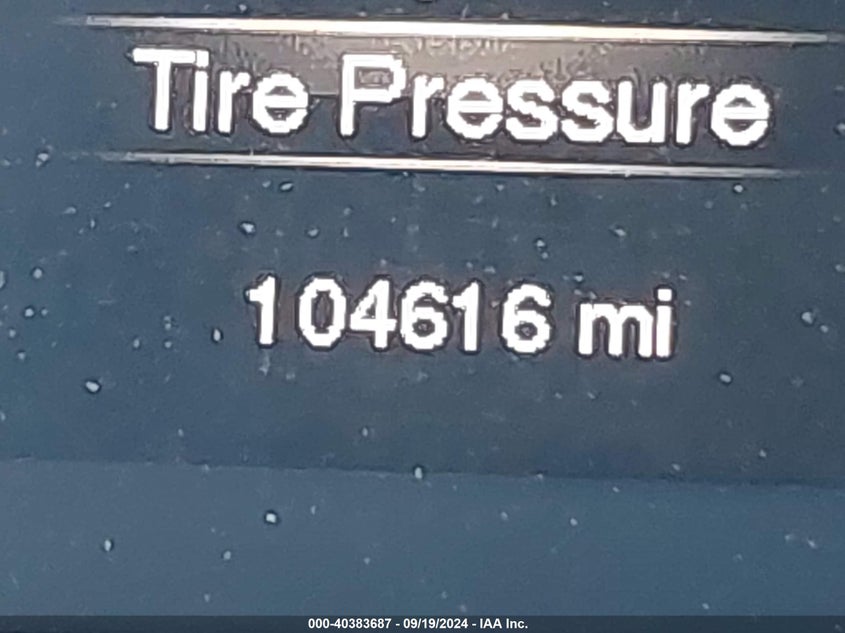 Tire Pressure
104616 mi
000-40383687 - 09/19/2024 - IAA Inc.